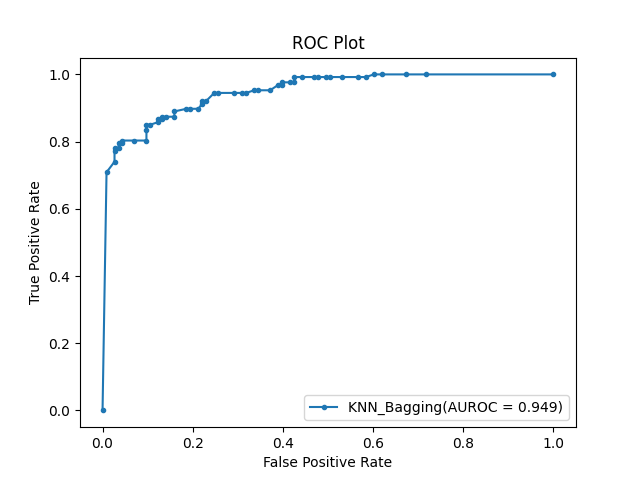 ROC Plot
1.0
0.8
0.6
0.4
0.2
0.0
True Positive Rate
0.0 0.2 0.4 0.6 0.8 1.0
False Positive Rate
KNN_Bagging(AUROC = 0.949)